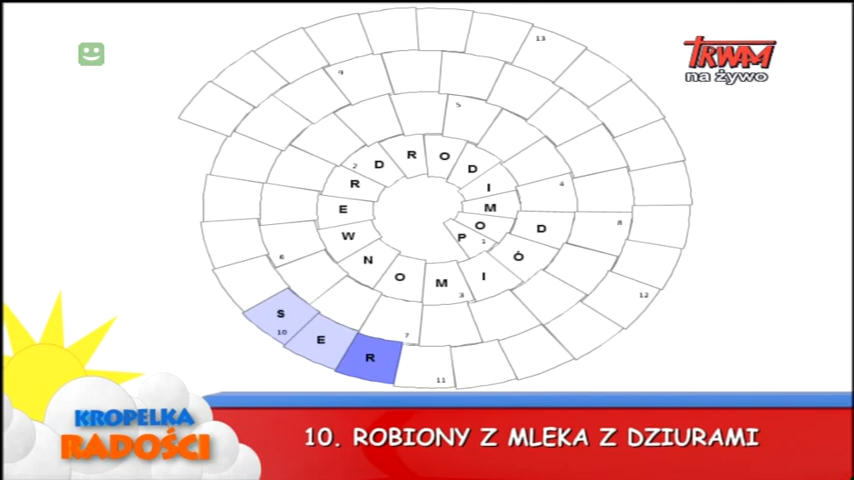 13
TRWAM
na żywo
9
5
R
O
D
D
2
I
R
4
M
E
O
8
D
W
P
1
Ó
6
N
I
O
M
3
12
S
10
E
7
R
11
KROPELKA
RADOŚCI
10. ROBIONY Z MLEKA Z DZIURAMI